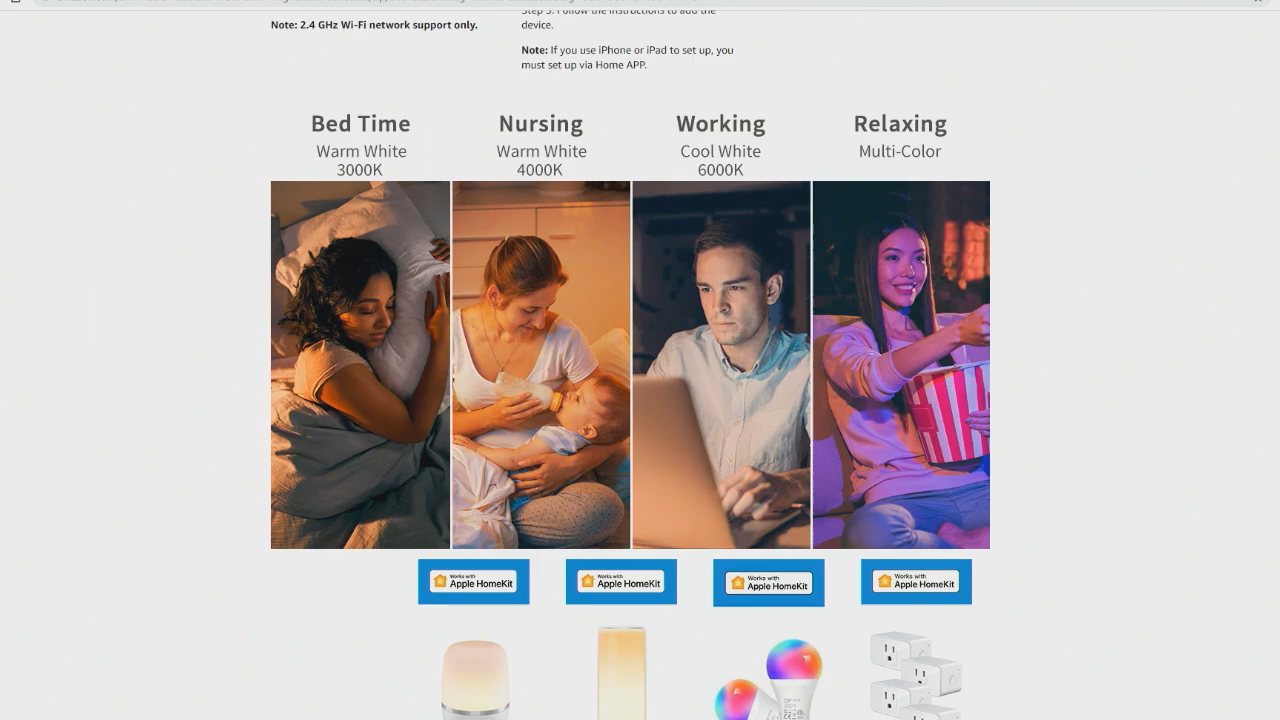 Note: 2.4 GHz Wi-Fi network support only.
Step 3: Follow the instructions to add the
device.
Note: If you use iPhone or iPad to set up, you
must set up via Home APP.
Bed Time
Warm White
3000K
Nursing
Warm White
4000K
Working
Cool White
6000K
Relaxing
Multi-Color
Works with
Apple HomeKit
Works with
Apple HomeKit
Works with
Apple HomeKit
Works with
Apple HomeKit